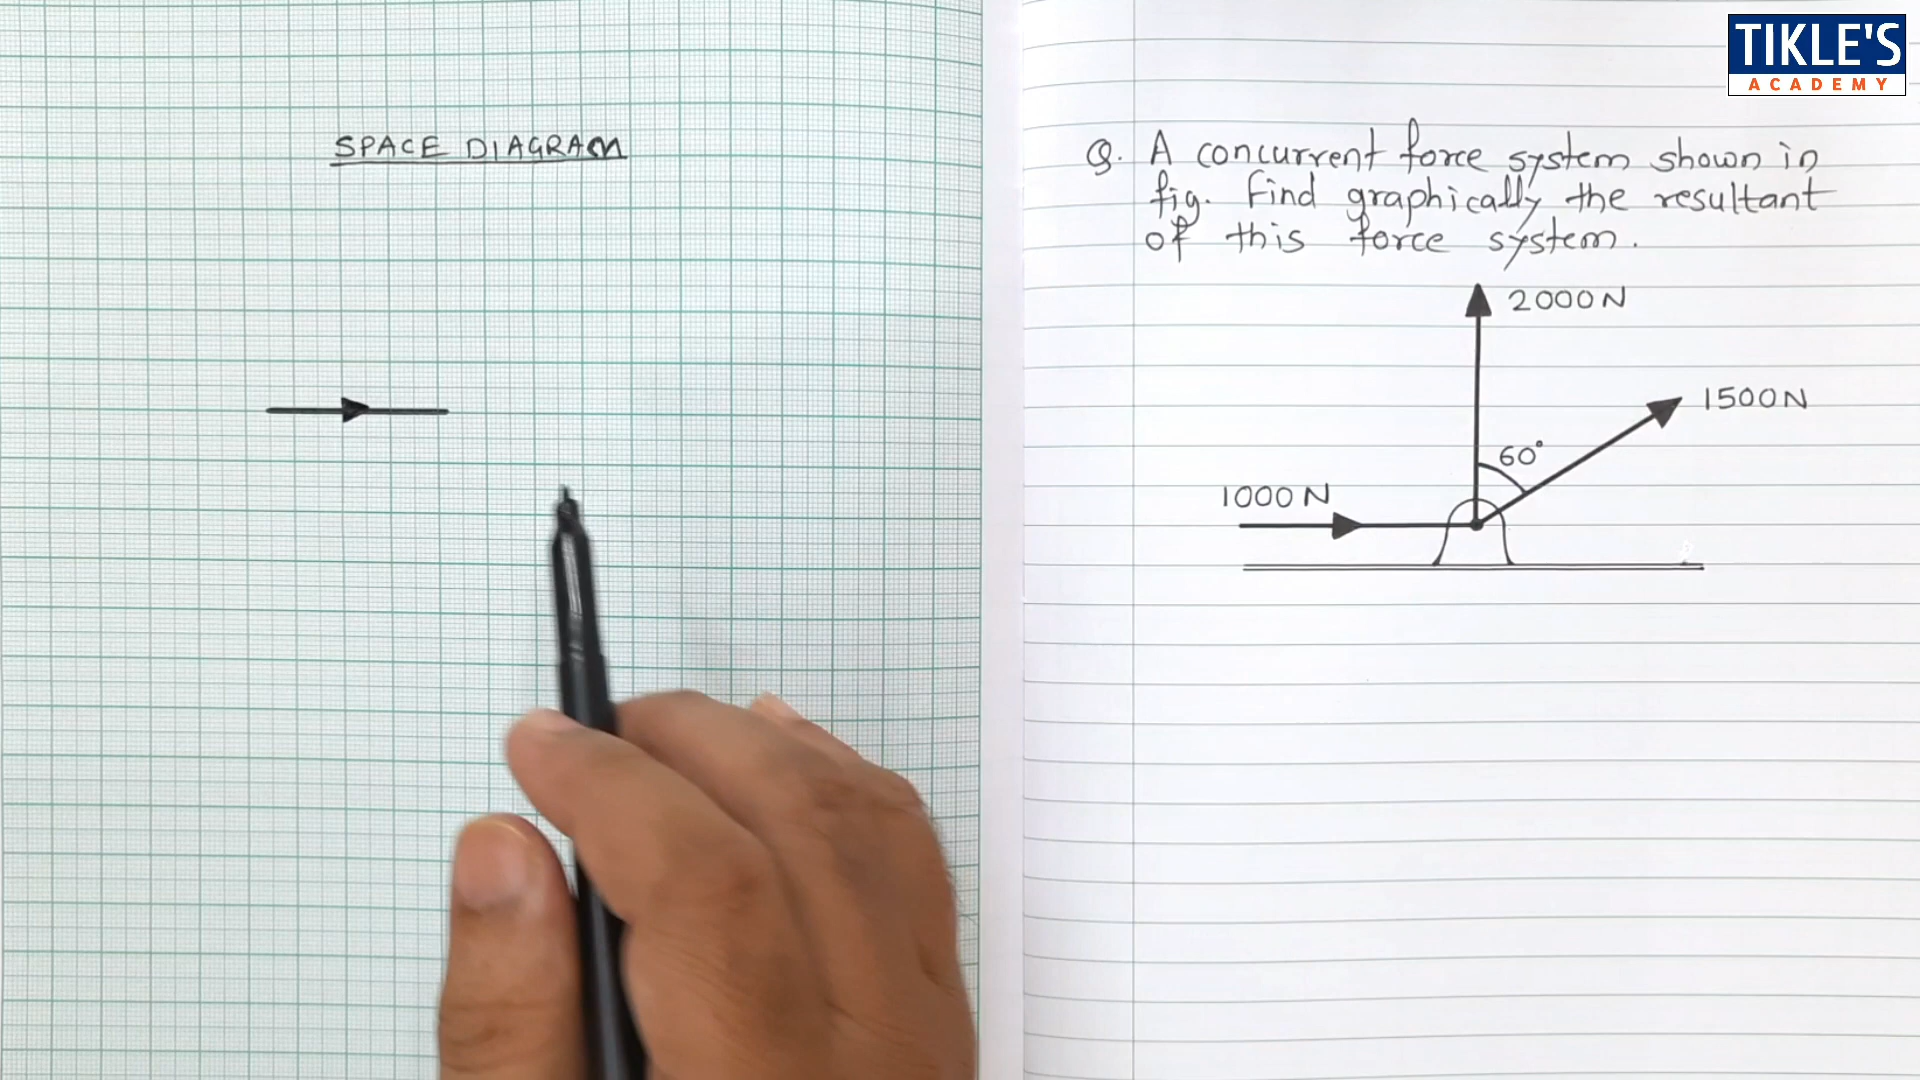 TIKLE'S
ACADEMY
SPACE DIAGRAM
Q. A concurrent force system shown in
fig. Find graphically the resultant
of this force system.
2000 N
1500 N
60°
1000 N